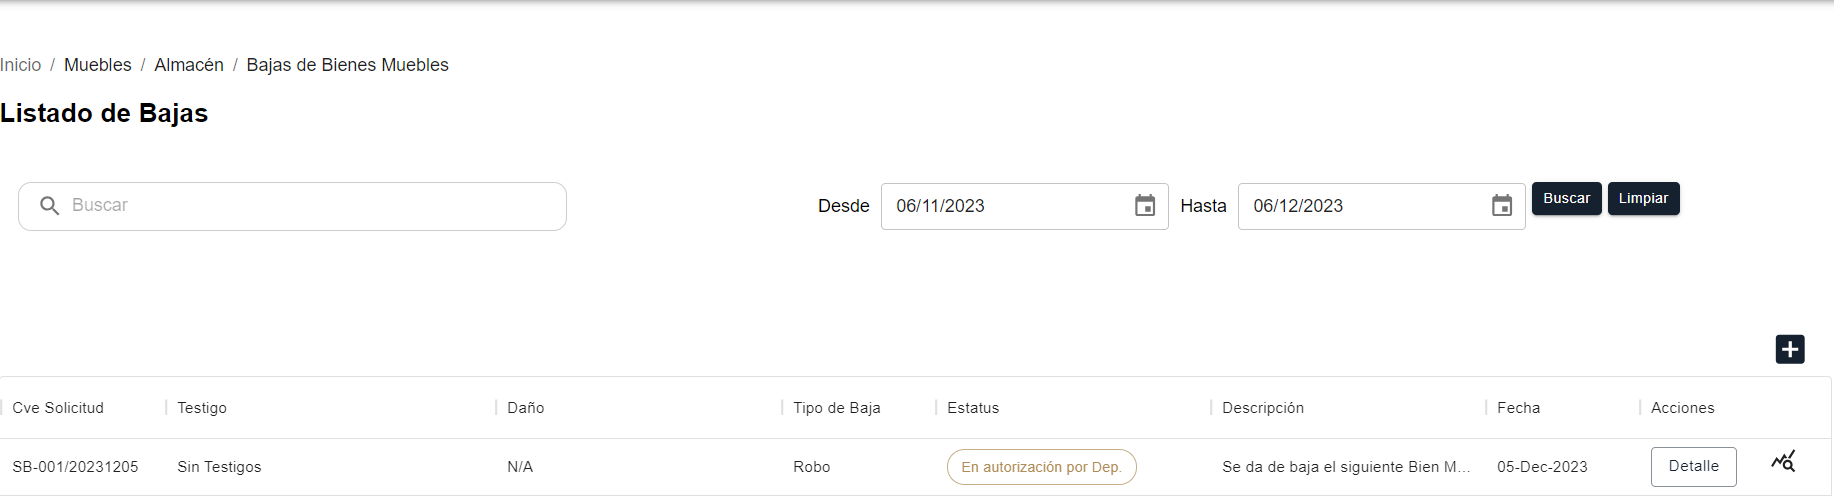 Inicio / Muebles / Almacén / Bajas de Bienes Muebles
Listado de Bajas
Buscar Desde 06/11/2023 Hasta 06/12/2023 Buscar Limpiar
Cve Solicitud Testigo Daño Tipo de Baja Estatus Descripción Fecha Acciones
SB-001/20231205 Sin Testigos N/A Robo En autorización por Dep. Se da de baja el siguiente Bien M... 05-Dec-2023 Detalle